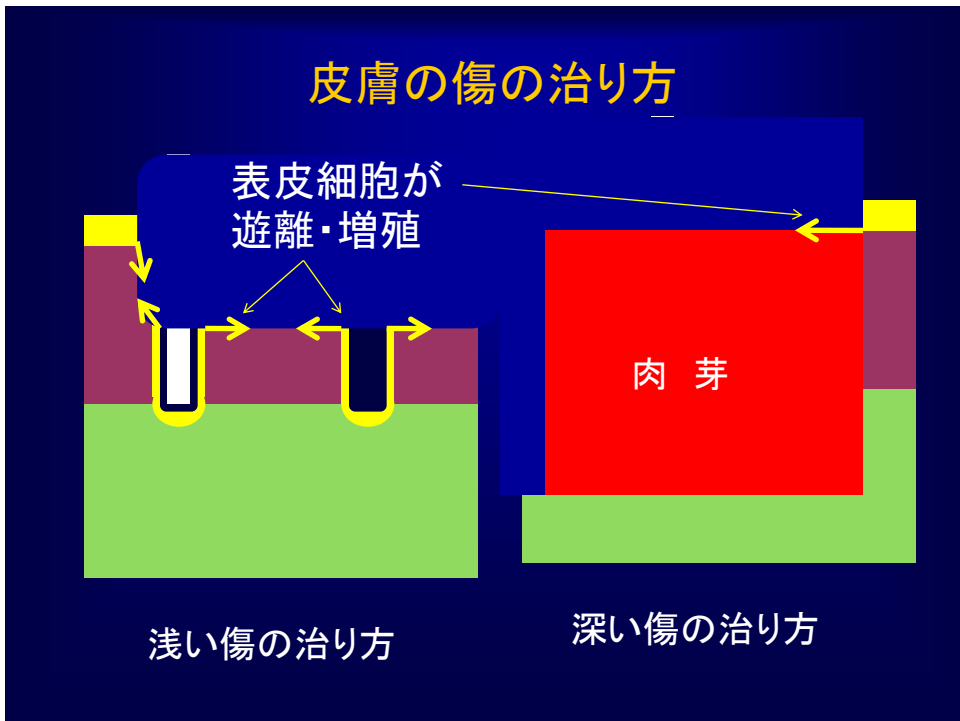 皮膚の傷の治り方
表皮細胞が
遊離・増殖
肉 芽
浅い傷の治り方
深い傷の治り方